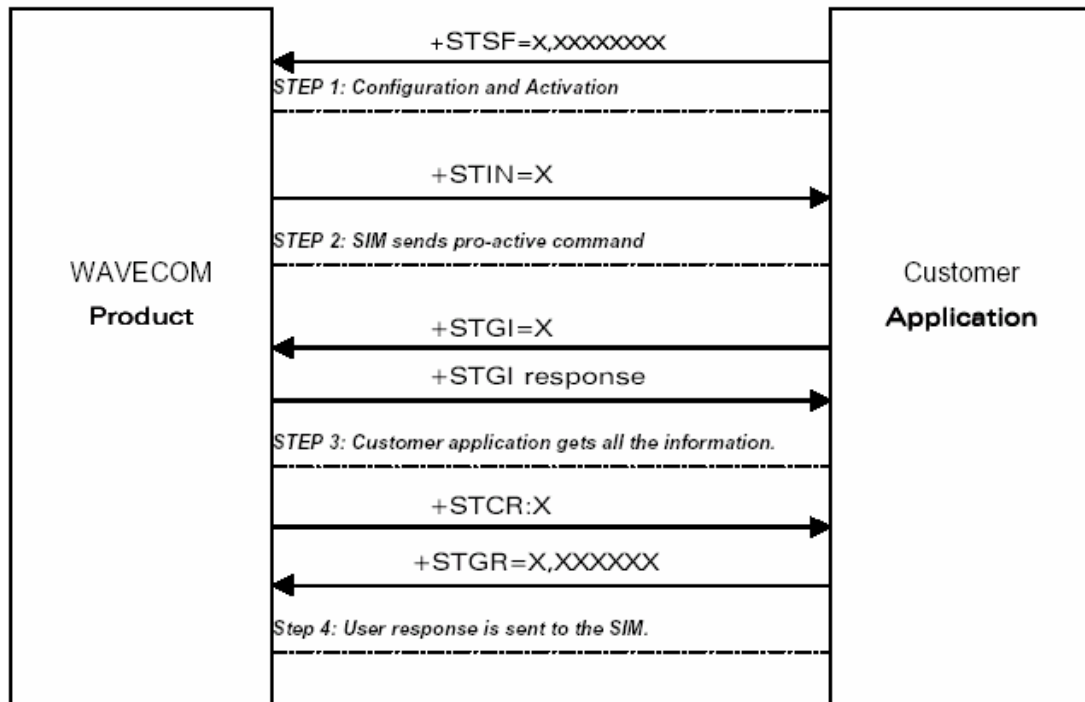 +STSF=X,XXXXXXXX
STEP 1: Configuration and Activation
+STIN=X
STEP 2: SIM sends pro-active command
WAVECOM
Product
Customer
Application
+STGI=X
+STGI response
STEP 3: Customer application gets all the information.
+STCR:X
+STGR=X,XXXXXX
Step 4: User response is sent to the SIM.